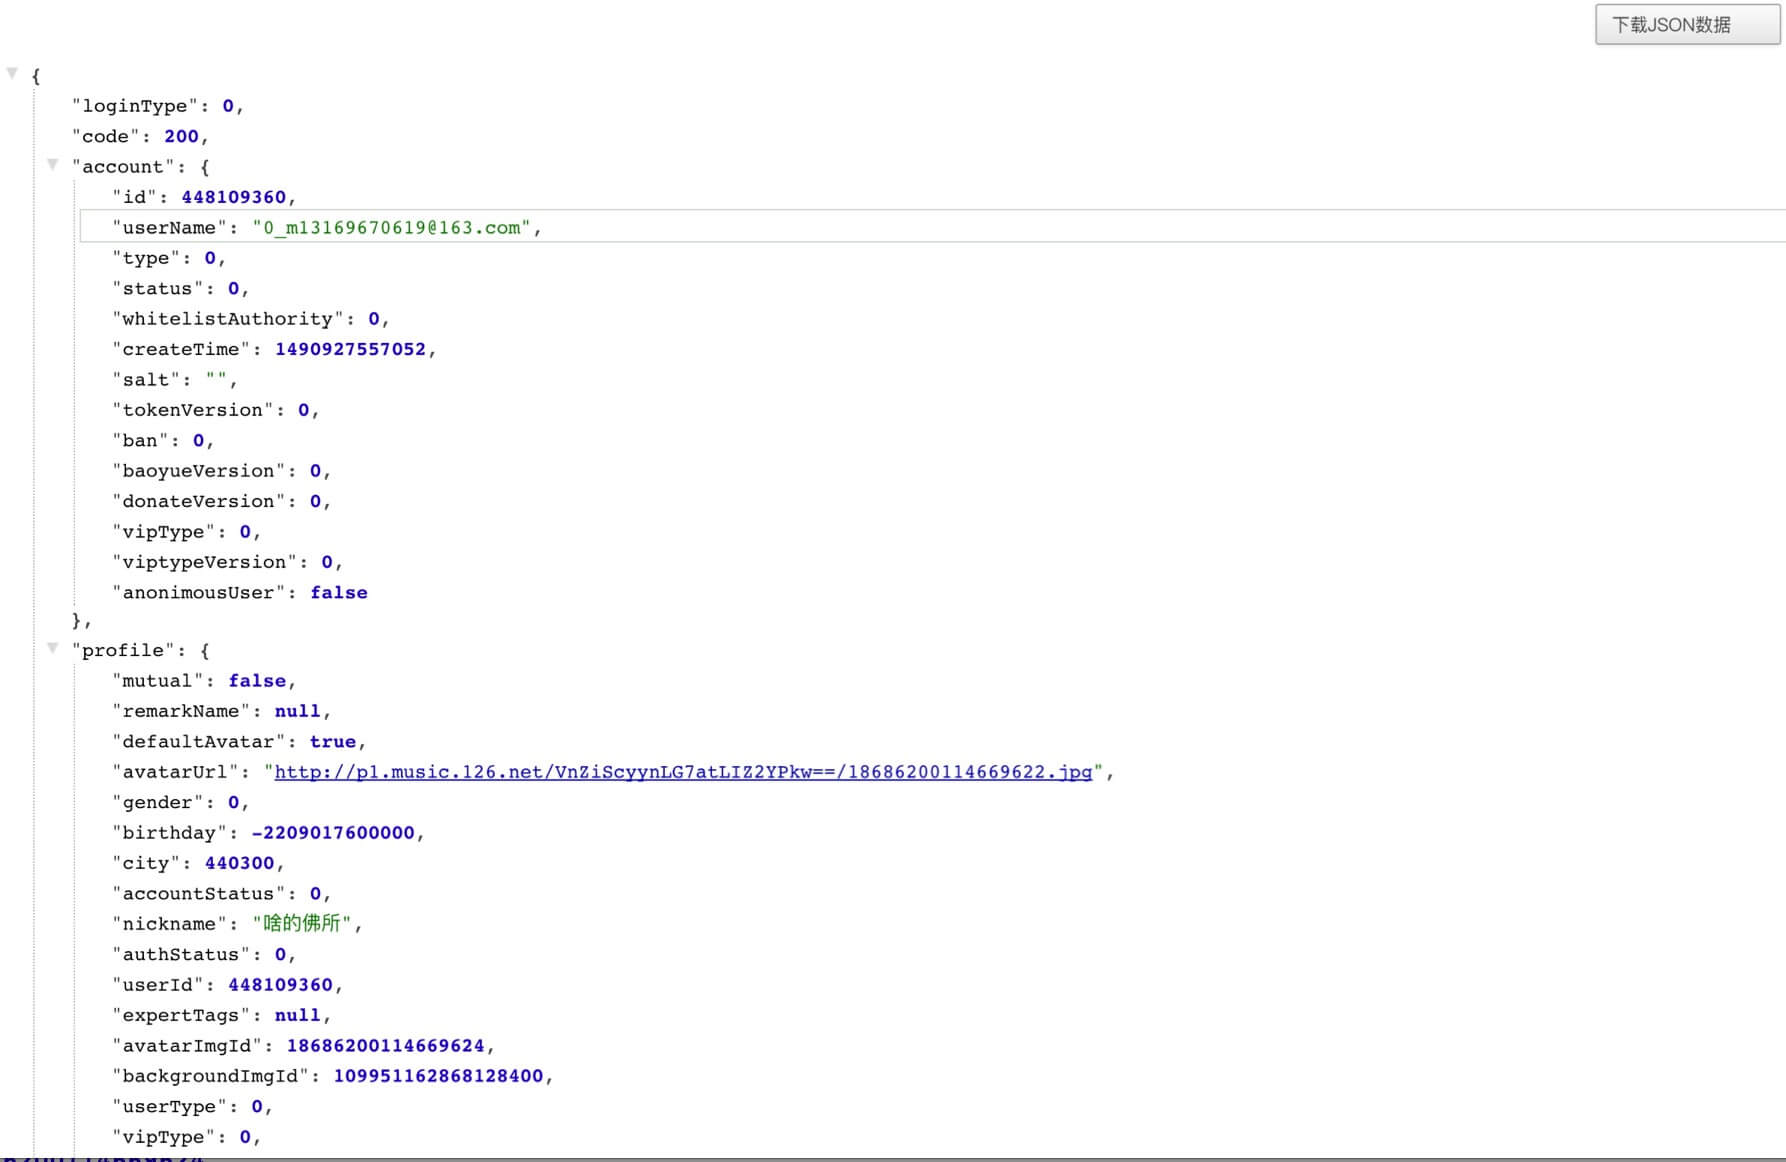 下载JSON数据
{
"loginType": 0,
"code": 200,
"account": {
"id": 448109360,
"userName": "0_m13169670619@163.com",
"type": 0,
"status": 0,
"whitelistAuthority": 0,
"createTime": 1490927557052,
"salt": "",
"tokenVersion": 0,
"ban": 0,
"baoyueVersion": 0,
"donateVersion": 0,
"vipType": 0,
"viptypeVersion": 0,
"anonimousUser": false
},
"profile": {
"mutual": false,
"remarkName": null,
"defaultAvatar": true,
"avatarUrl": "http://p1.music.126.net/VnZiScyynLG7atLIZ2YPkw==/18686200114669622.jpg",
"gender": 0,
"birthday": -2209017600000,
"city": 440300,
"accountStatus": 0,
"nickname": "啥的佛所",
"authStatus": 0,
"userId": 448109360,
"expertTags": null,
"avatarImgId": 18686200114669624,
"backgroundImgId": 109951162868128400,
"userType": 0,
"vipType": 0,